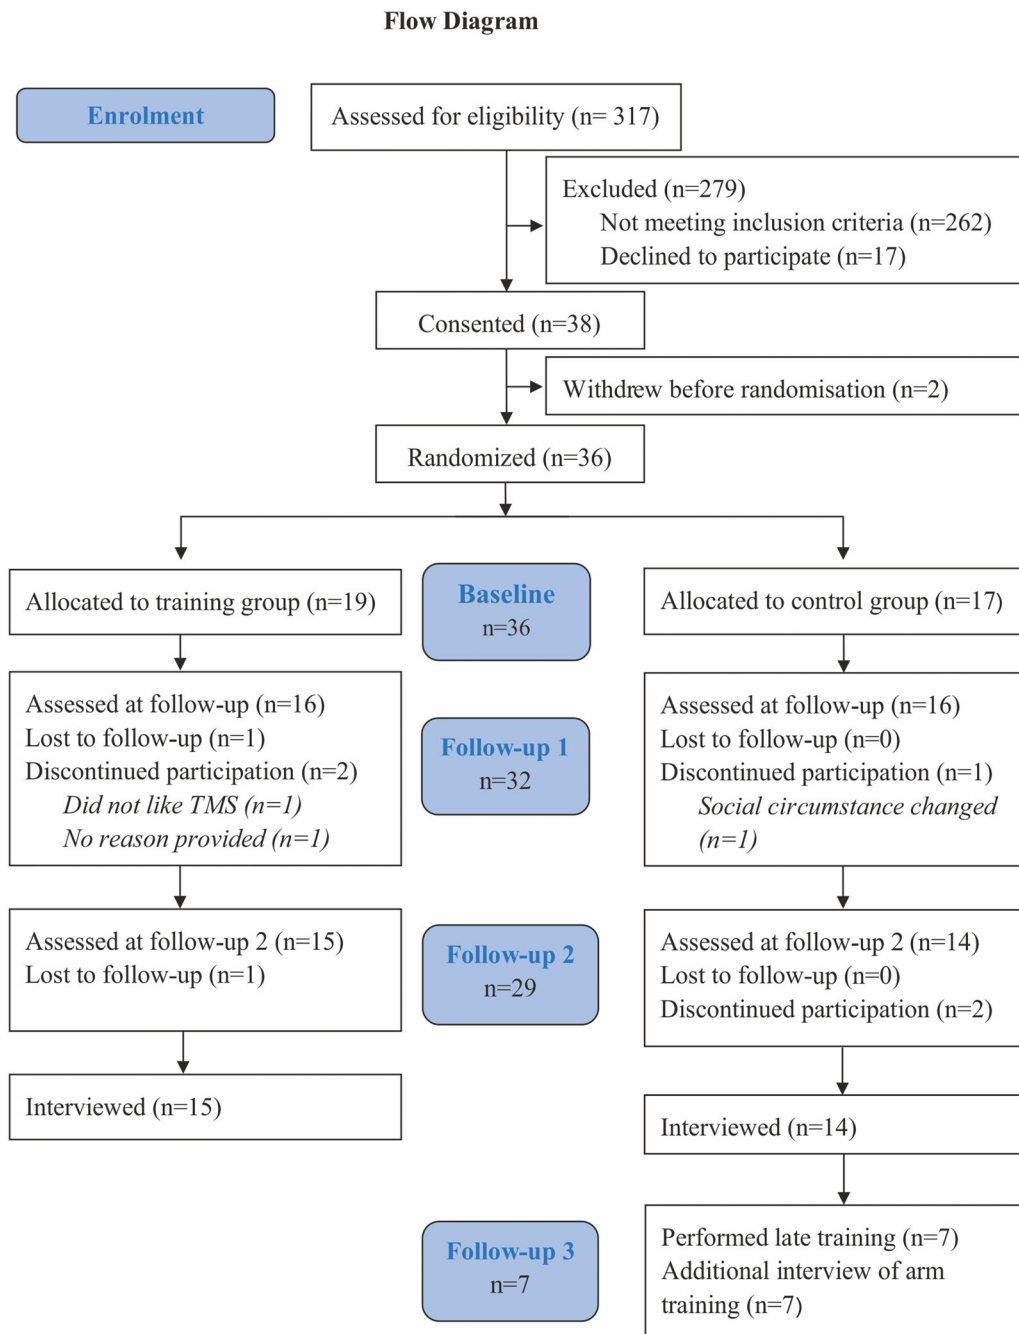 Flow Diagram
Enrolment
Assessed for eligibility (n= 317)
Excluded (n=279)
Not meeting inclusion criteria (n=262)
Declined to participate (n=17)
Consented (n=38)
Withdrew before randomisation (n=2)
Randomized (n=36)
Allocated to training group (n=19)
Baseline
n=36
Allocated to control group (n=17)
Assessed at follow-up (n=16)
Lost to follow-up (n=1)
Discontinued participation (n=2)
Did not like TMS (n=1)
No reason provided (n=1)
Follow-up 1
n=32
Assessed at follow-up (n=16)
Lost to follow-up (n=0)
Discontinued participation (n=1)
Social circumstance changed
(n=1)
Assessed at follow-up 2 (n=15)
Lost to follow-up (n=1)
Follow-up 2
n=29
Assessed at follow-up 2 (n=14)
Lost to follow-up (n=0)
Discontinued participation (n=2)
Interviewed (n=15)
Interviewed (n=14)
Follow-up 3
n=7
Performed late training (n=7)
Additional interview of arm
training (n=7)